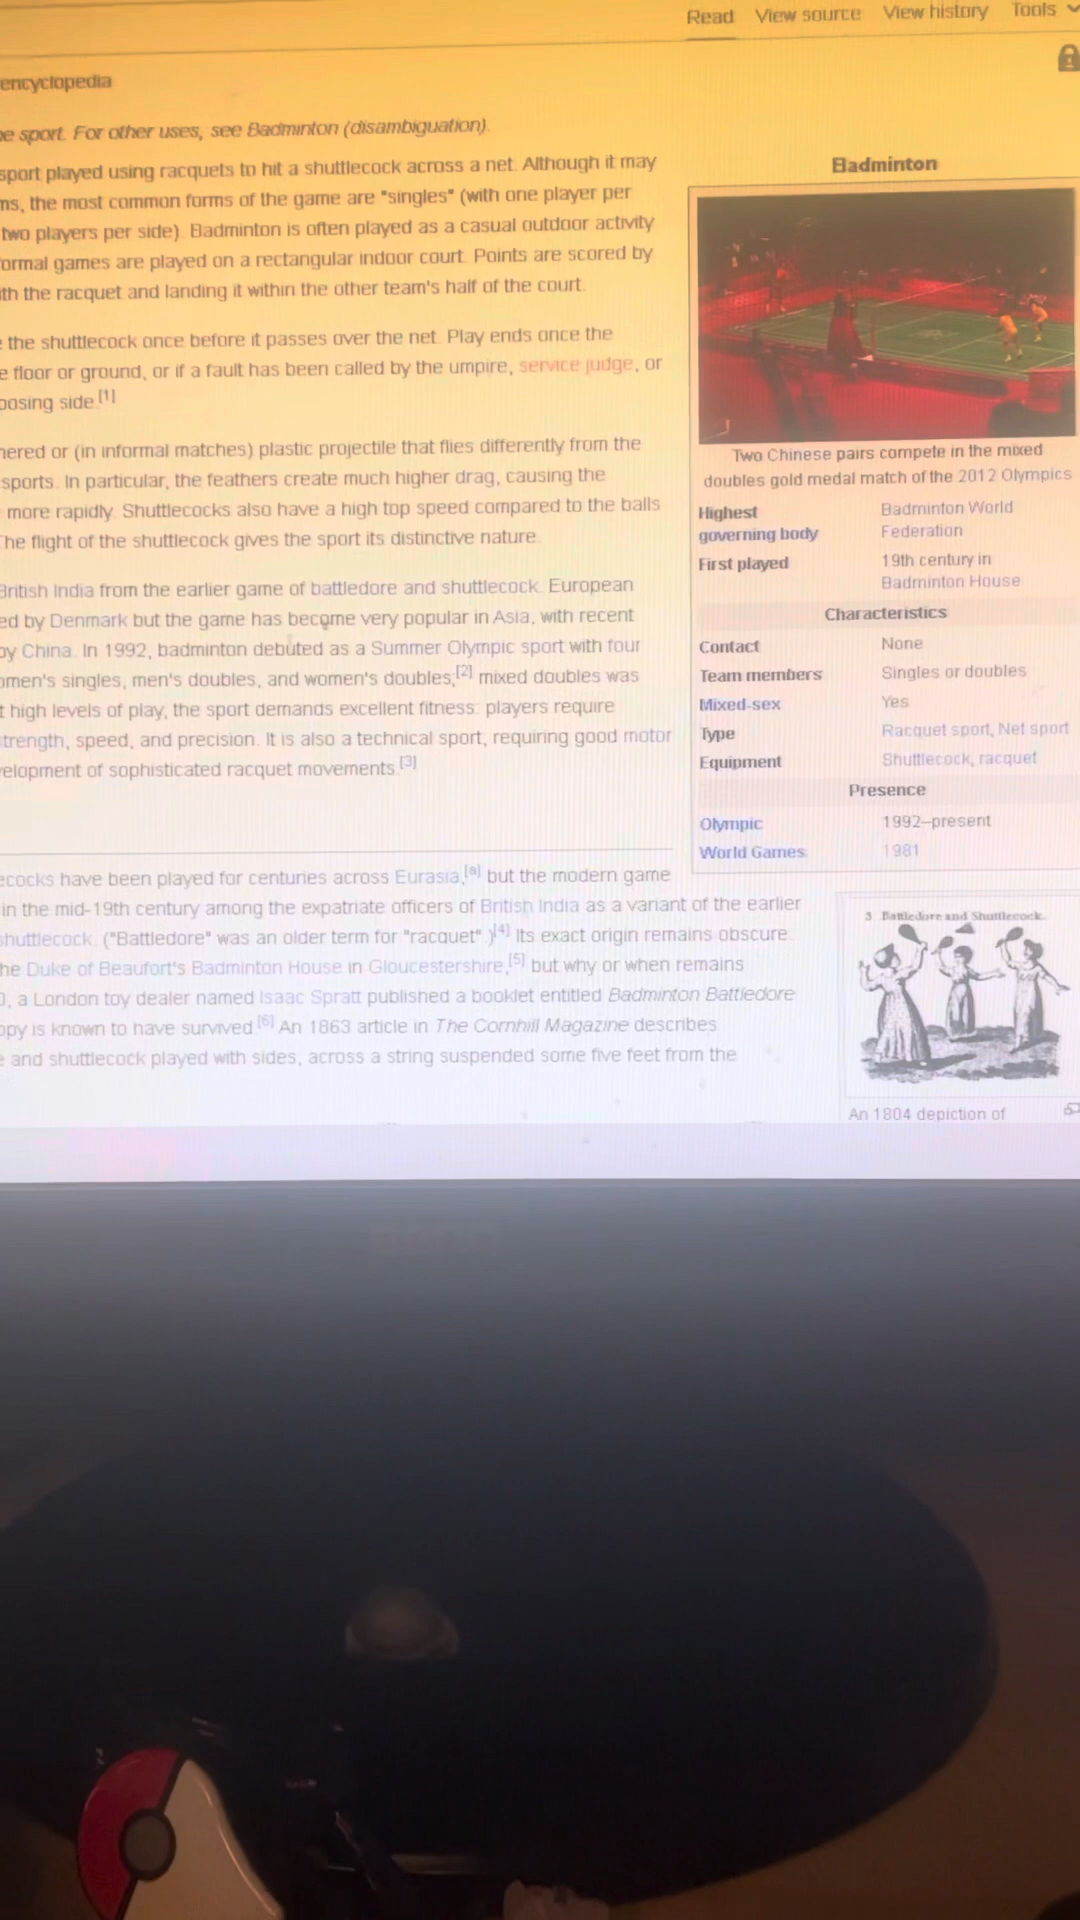 Read View source View history Tools
encyclopedia
sport. For other uses, see Badminton (disambiguation).
sport played using racquets to hit a shuttlecock across a net. Although it may
the most common forms of the game are "singles" (with one player per
two players per side). Badminton is often played as a casual outdoor activity
games are played on a rectangular indoor court. Points are scored by
the racquet and landing it within the other team's half of the court.
the shuttlecock once before it passes over the net. Play ends once the
floor or ground, or if a fault has been called by the umpire, service judge, or
posing side.[1]
hered or (in informal matches) plastic projectile that flies differently from the
sports. In particular, the feathers create much higher drag, causing the
more rapidly. Shuttlecocks also have a high top speed compared to the balls
The flight of the shuttlecock gives the sport its distinctive nature.
British India from the earlier game of battledore and shuttlecock. European
ed by Denmark but the game has become very popular in Asia, with recent
by China. In 1992, badminton debuted as a Summer Olympic sport with four
omen's singles, men's doubles, and women's doubles;[2] mixed doubles was
t high levels of play, the sport demands excellent fitness: players require
trength, speed, and precision. It is also a technical sport, requiring good motor
velopment of sophisticated racquet movements.[3]
ecocks have been played for centuries across Eurasia,[a] but the modern game
in the mid-19th century among the expatriate officers of British India as a variant of the earlier
shuttlecock. ("Battledore" was an older term for "racquet".)[4] Its exact origin remains obscure.
he Duke of Beaufort's Badminton House in Gloucestershire,[5] but why or when remains
0, a London toy dealer named Isaac Spratt published a booklet entitled Badminton Battledore
opy is known to have survived.[6] An 1863 article in The Cornhill Magazine describes
e and shuttlecock played with sides, across a string suspended some five feet from the
Badminton
Two Chinese pairs compete in the mixed
doubles gold medal match of the 2012 Olympics
Highest governing body Badminton World Federation
First played 19th century in
Badminton House
Characteristics
Contact None
Team members Singles or doubles
Mixed-sex Yes
Type Racquet sport, Net sport
Equipment Shuttlecock, racquet
Presence
Olympic 1992–present
World Games 1981
3 Battledore and Shuttlecock.
An 1804 depiction of